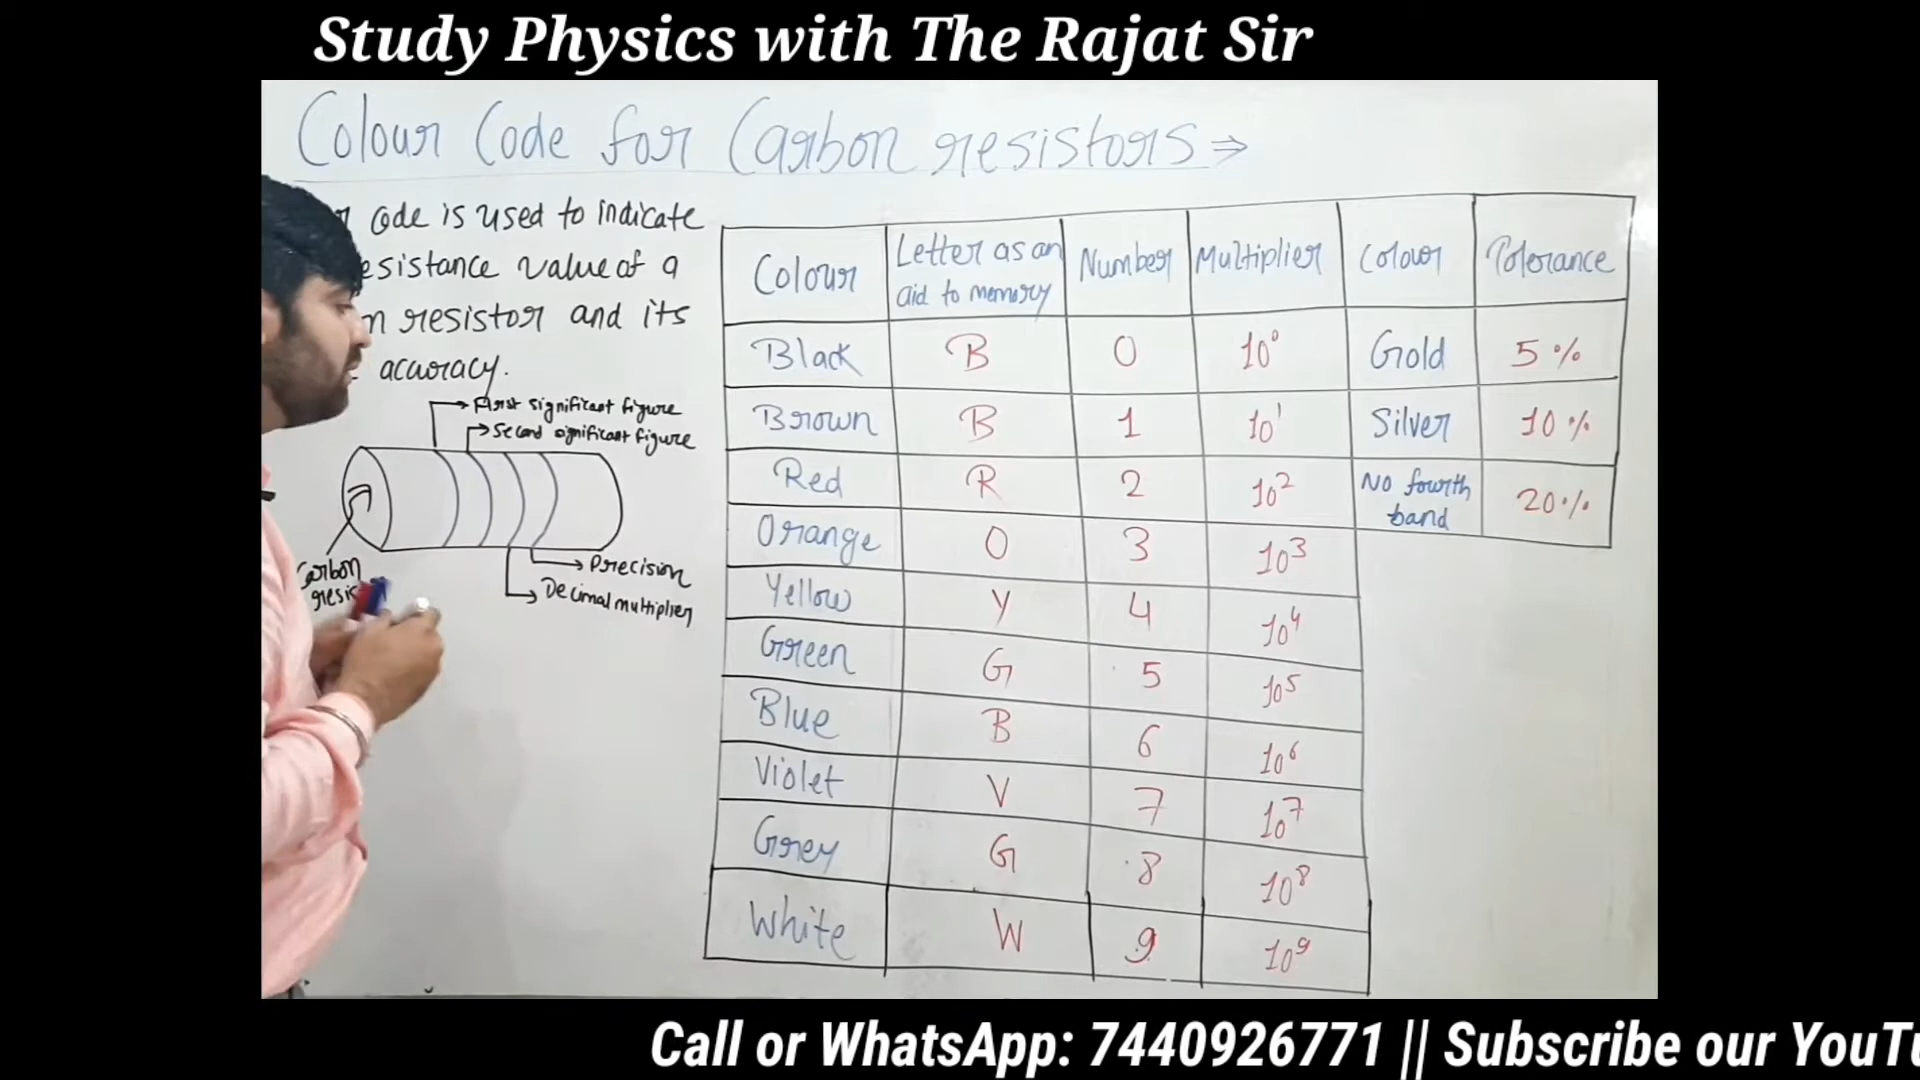 Study Physics with The Rajat Sir
Colour Code for Carbon resistors ⇒
code is used to indicate
resistance value of a
resistor and its
accuracy.
First significant figure
Second significant figure
Carbon
Precision
Decimal multiplier
Colour Letter as an aid to memory Number Multiplier Colour Tolerance
Black B 0 10⁰ Gold 5%
Brown B 1 10¹ Silver 10%
Red R 2 10² No fourth band 20%
Orange O 3 10³
Yellow Y 4 10⁴
Green G 5 10⁵
Blue B 6 10⁶
Violet V 7 10⁷
Grey G 8 10⁸
White W 9 10⁹
Call or WhatsApp: 7440926771 || Subscribe our YouTu